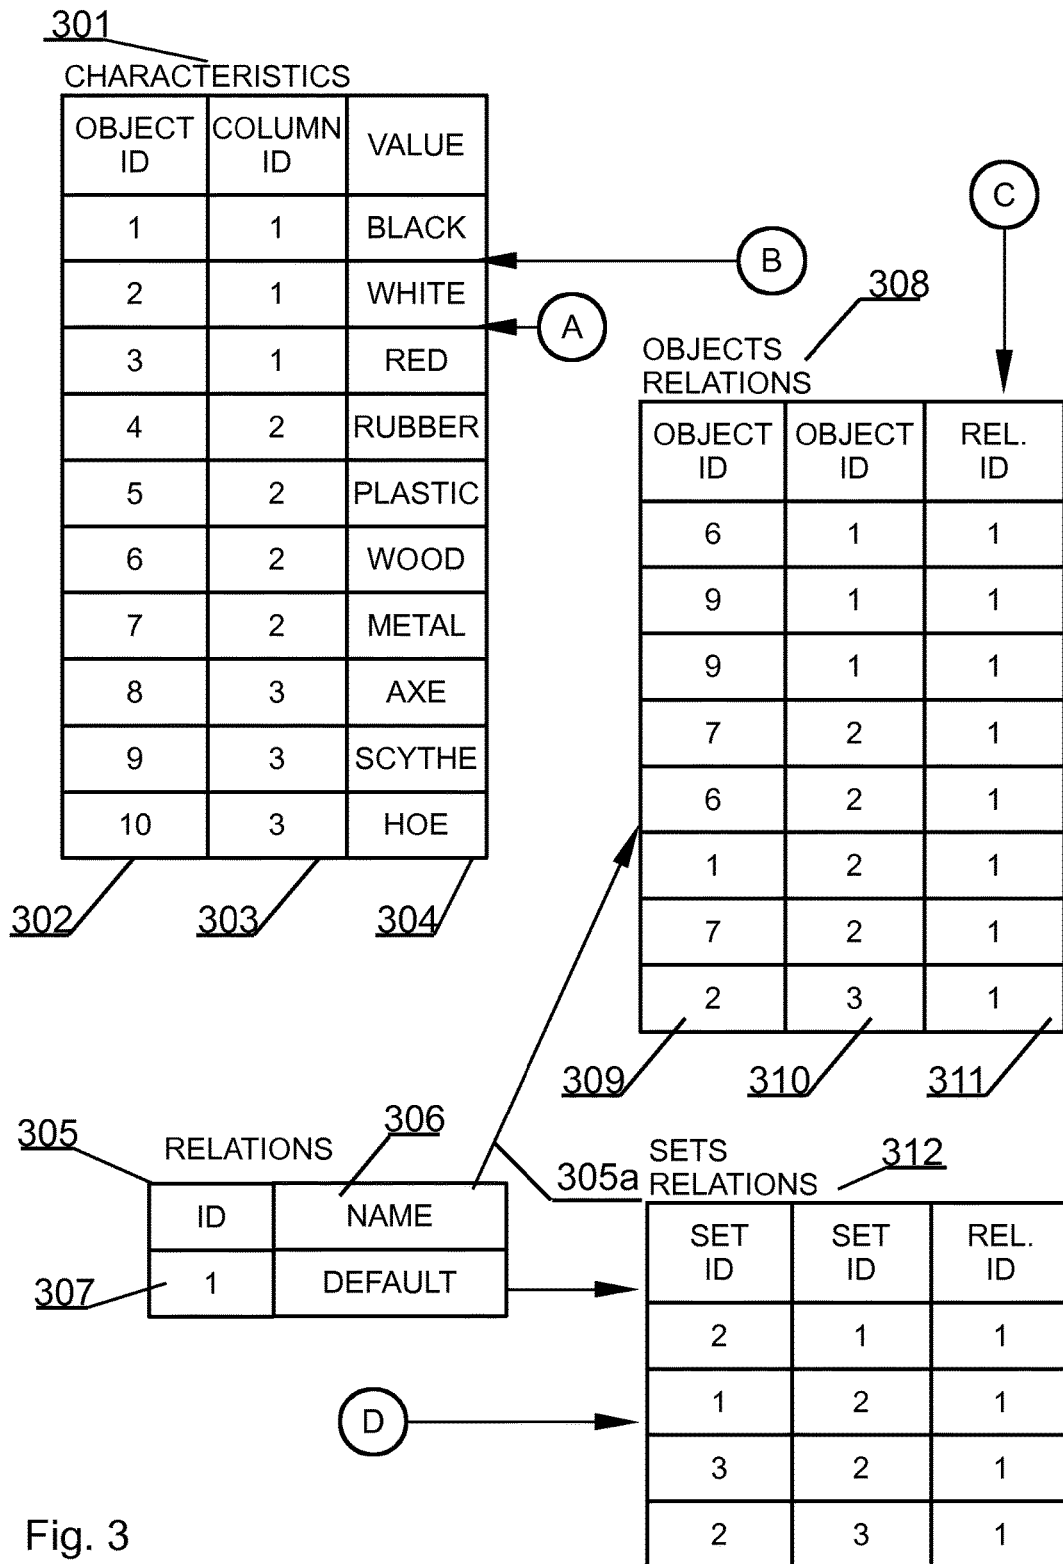 301
CHARACTERISTICS
OBJECT ID COLUMN ID VALUE
1 1 BLACK
2 1 WHITE
3 1 RED
4 2 RUBBER
5 2 PLASTIC
6 2 WOOD
7 2 METAL
8 3 AXE
9 3 SCYTHE
10 3 HOE
302 303 304
B
A
C
308
OBJECTS
RELATIONS
OBJECT ID OBJECT ID REL. ID
6 1 1
9 1 1
9 1 1
7 2 1
6 2 1
1 2 1
7 2 1
2 3 1
309 310 311
305 RELATIONS 306
ID NAME
307 1 DEFAULT
305a
D
SETS
RELATIONS 312
SET ID SET ID REL. ID
2 1 1
1 2 1
3 2 1
2 3 1
Fig. 3